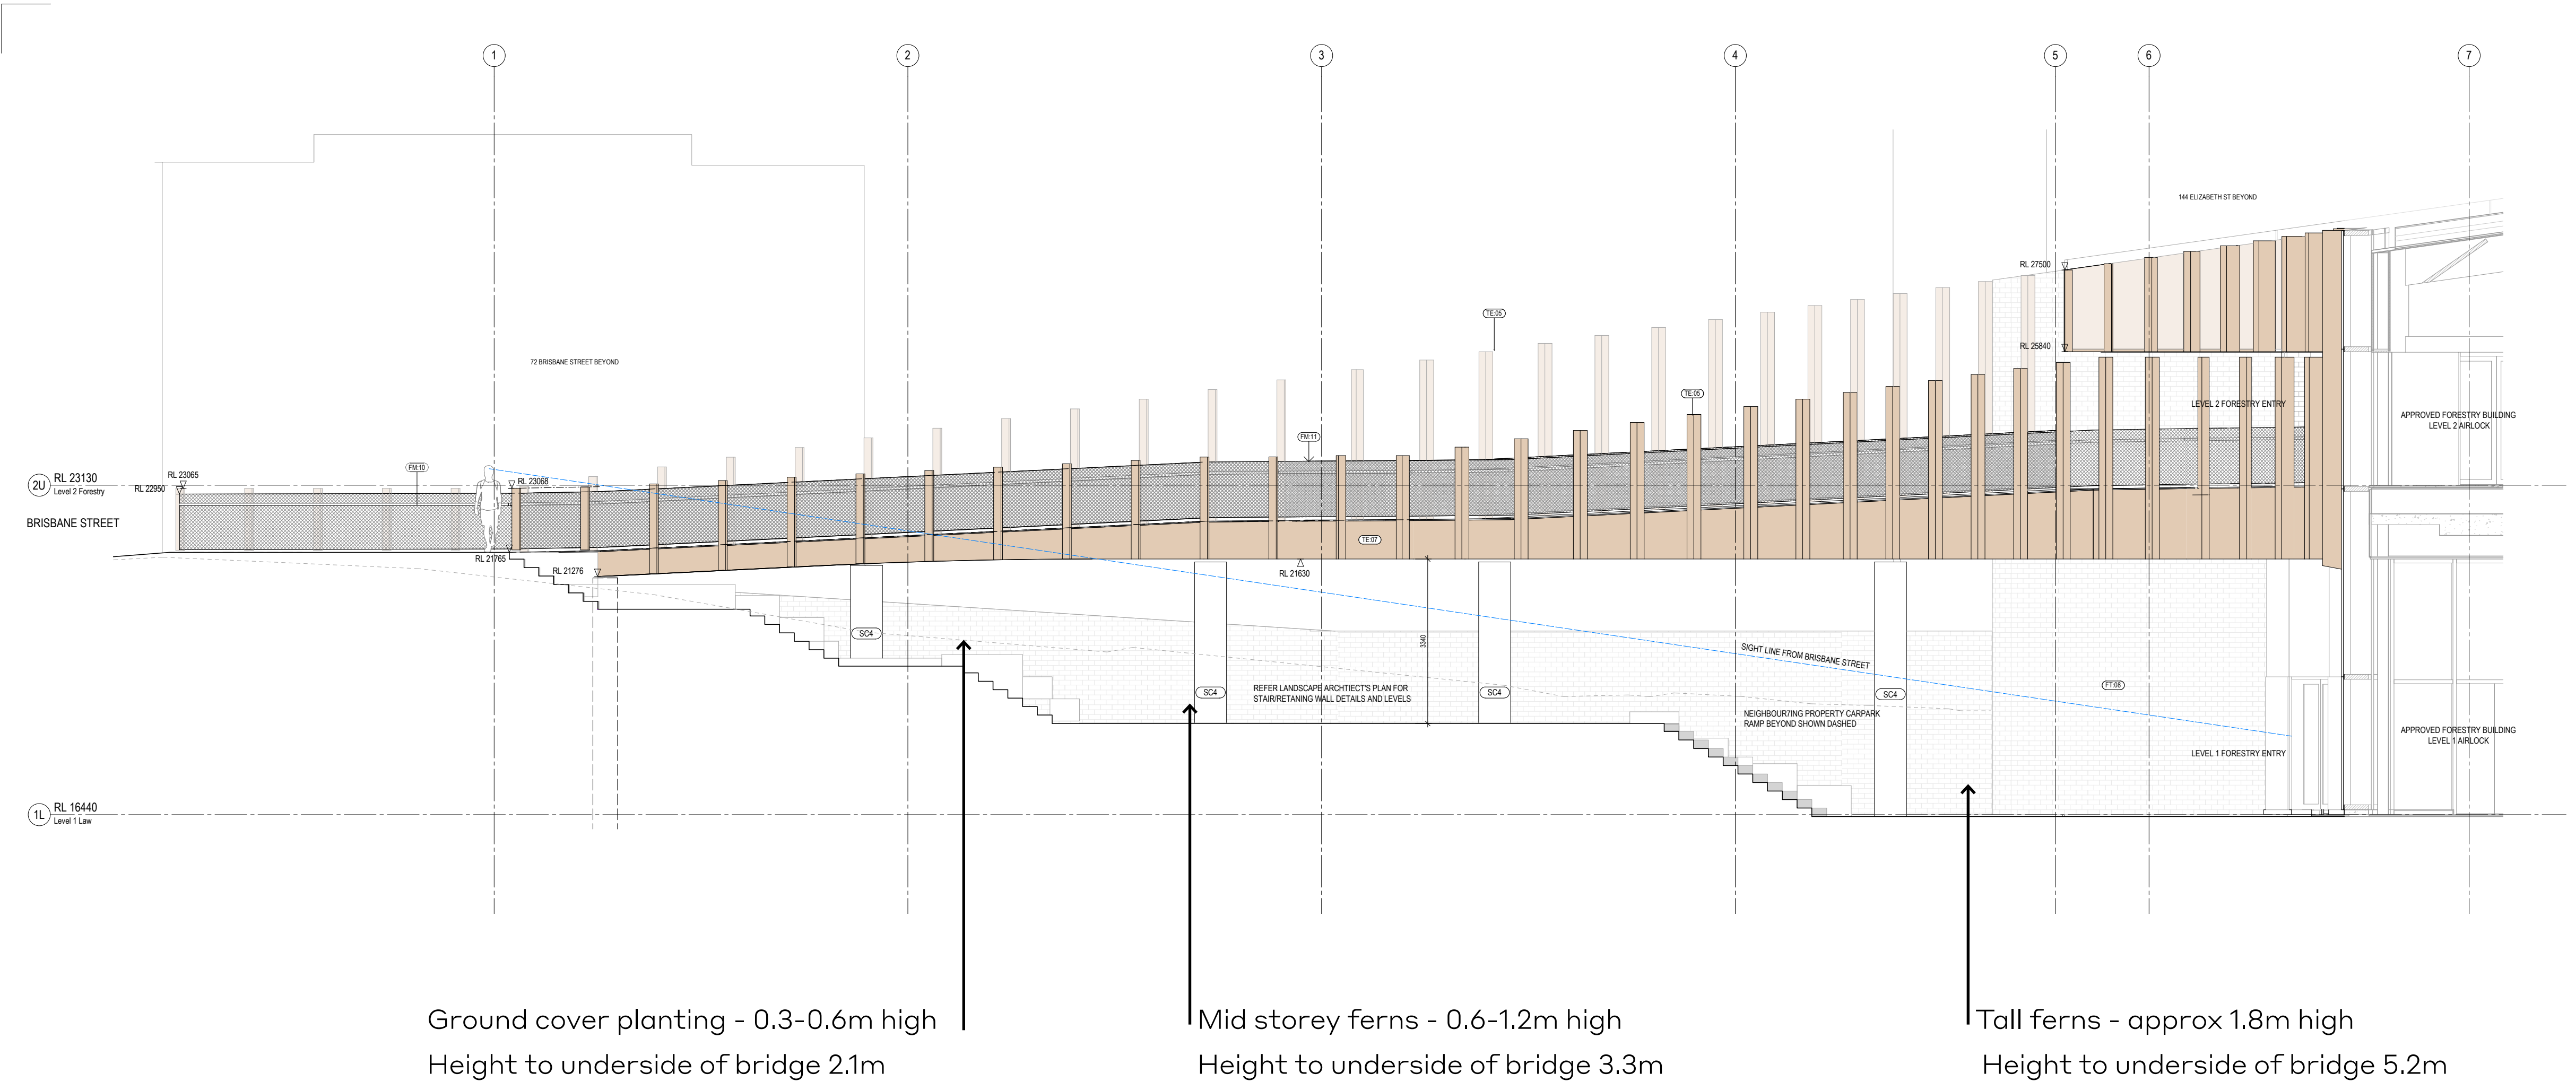 1
2
3
4
5
6
7
144 ELIZABETH ST BEYOND
RL 27500
TE:05
RL 25840
72 BRISBANE STREET BEYOND
TE:05
LEVEL 2 FORESTRY ENTRY
APPROVED FORESTRY BUILDING
LEVEL 2 AIRLOCK
FM:11
FM:10
RL 23065
RL 22950
2U
RL 23130
Level 2 Forestry
RL 23068
BRISBANE STREET
TE:07
RL 21765
RL 21276
RL 21630
SC4
3340
SIGHT LINE FROM BRISBANE STREET
SC4
SC4
SC4
FT:08
REFER LANDSCAPE ARCHTIECT'S PLAN FOR
STAIR/RETANING WALL DETAILS AND LEVELS
NEIGHBOUR7ING PROPERTY CARPARK
RAMP BEYOND SHOWN DASHED
APPROVED FORESTRY BUILDING
LEVEL 1 AIRLOCK
LEVEL 1 FORESTRY ENTRY
1L
RL 16440
Level 1 Law
Ground cover planting - 0.3-0.6m high
Height to underside of bridge 2.1m
Mid storey ferns - 0.6-1.2m high
Height to underside of bridge 3.3m
Tall ferns - approx 1.8m high
Height to underside of bridge 5.2m